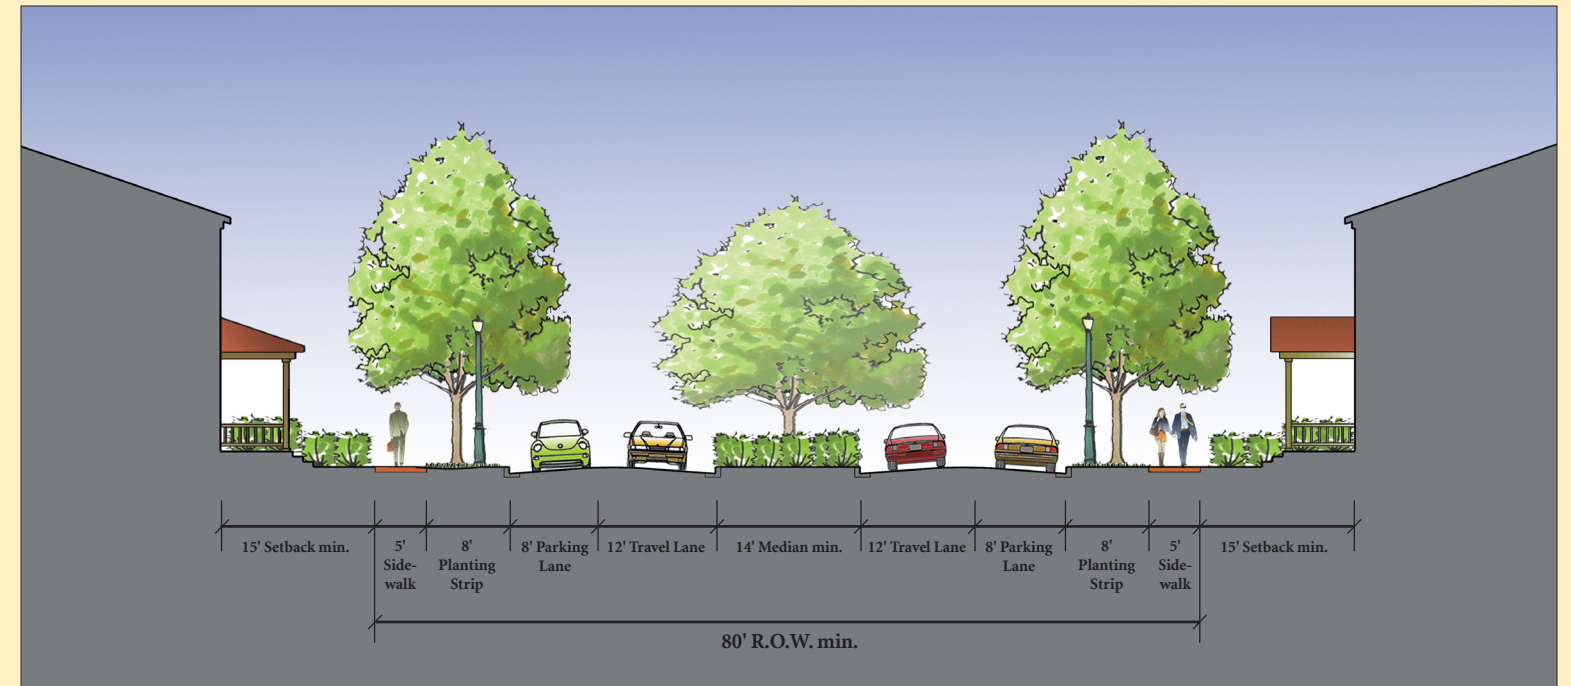 15' Setback min.
5'
Side-
walk
8'
Planting
Strip
8' Parking
Lane
12' Travel Lane
14' Median min.
12' Travel Lane
8' Parking
Lane
8'
Planting
Strip
5'
Side-
walk
15' Setback min.
80' R.O.W. min.